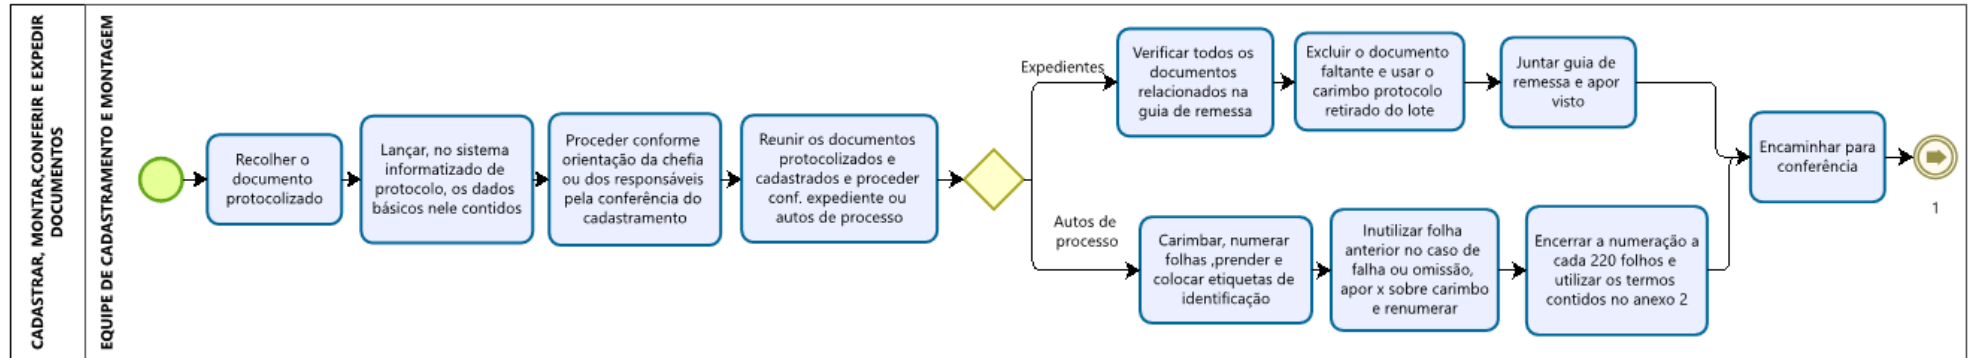 CADASTRAR, MONTAR,CONFERIR E EXPEDIR
DOCUMENTOS
EQUIPE DE CADASTRAMENTO E MONTAGEM
Recolher o
documento
protocolizado
Lançar, no sistema
informatizado de
protocolo, os dados
básicos nele contidos
Proceder conforme
orientação da chefia
ou dos responsáveis
pela conferência do
cadastramento
Reunir os documentos
protocolizados e
cadastrados e proceder
conf. expediente ou
autos de processo
Expedientes
Verificar todos os
documentos
relacionados na
guia de remessa
Excluir o documento
faltante e usar o
carimbo protocolo
retirado do lote
Juntar guia de
remessa e apor
visto
Autos de
processo
Carimbar, numerar
folhas ,prender e
colocar etiquetas de
identificação
Inutilizar folha
anterior no caso de
falha ou omissão,
apor x sobre carimbo
e renumerar
Encerrar a numeração a
cada 220 folhos e
utilizar os termos
contidos no anexo 2
Encaminhar para
conferência
1